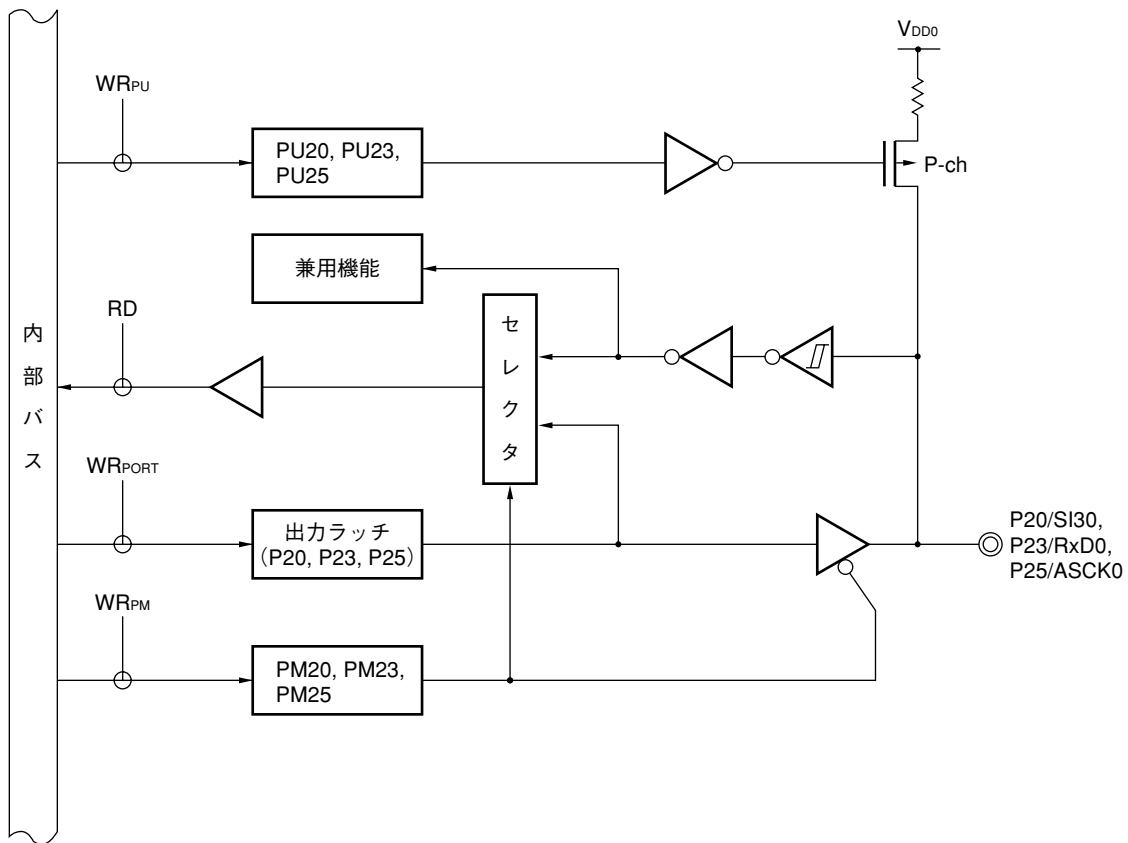 VDD0
WRPU
PU20, PU23,
PU25
P-ch
兼用機能
RD
セレクタ
内部バス
WRPORT
出力ラッチ
（P20, P23, P25）
P20/SI30,
P23/RxD0,
P25/ASCK0
WRPM
PM20, PM23,
PM25